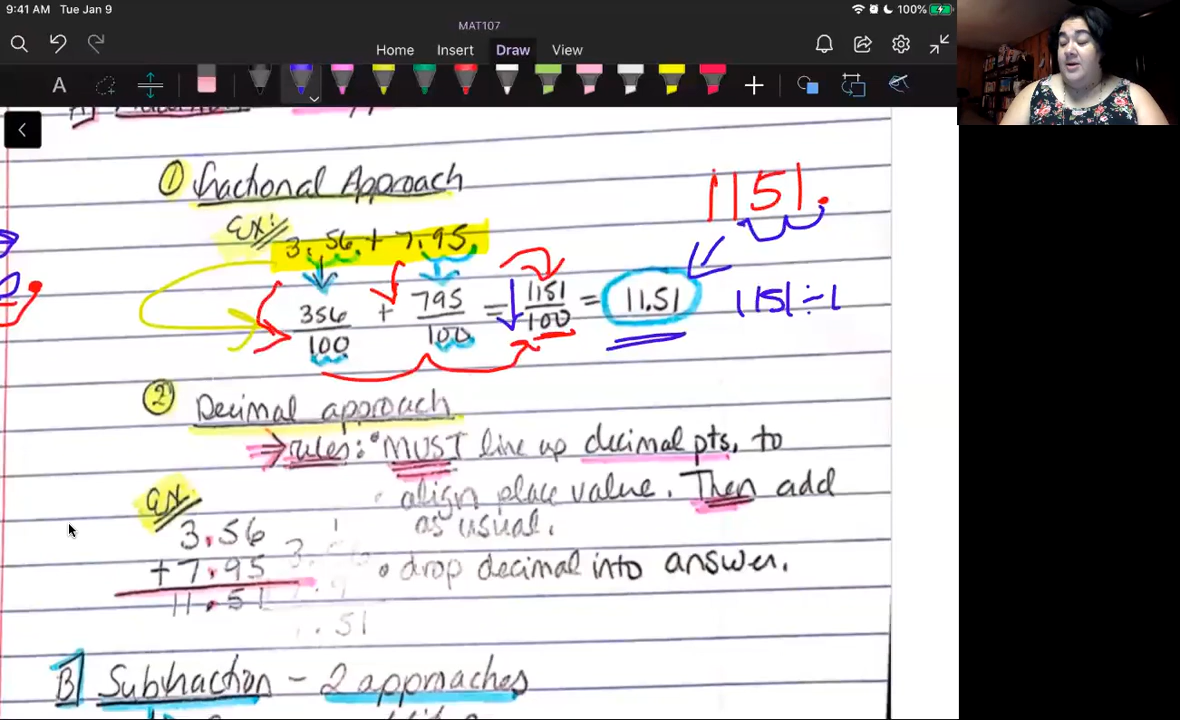 9:41 AM Tue Jan 9
100%
MAT107
Home Insert Draw View
A
① fractional Approach
1151.
EX:
3.56 + 7.95
356/100 + 795/100 = 1151/100 = 11.51
1151÷1
② Decimal approach
⇒rules: • MUST line up decimal pts, to
• align place value. Then add
as usual.
EX.
3.56
+7.95
11.51
• drop decimal into answer.
.51
B Subtraction - 2 approaches